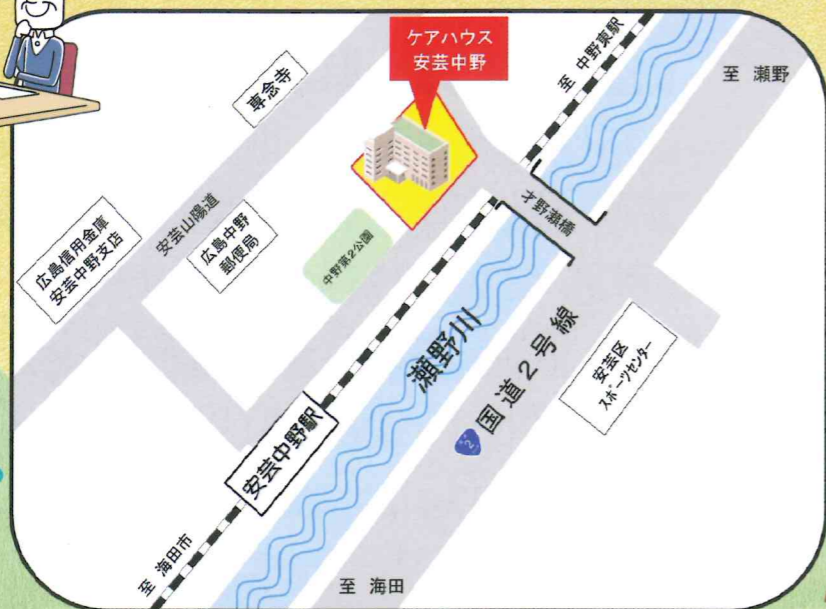 ケアハウス
安芸中野
至 中野東駅
至 瀬野
専念寺
安芸山陽道
広島信用金庫
安芸中野支店
広島中野
郵便局
中野第2公園
才野瀬橋
瀬野川
国道2号線
2
安芸区
スポーツセンター
安芸中野駅
至 海田市
至 海田